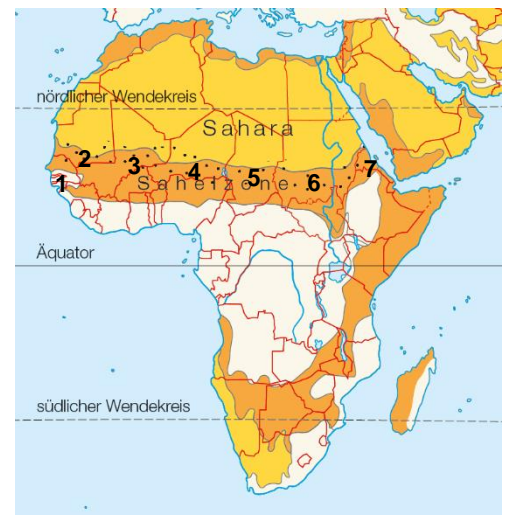 nördlicher Wendekreis
Sahara
1 2 3 4 5 6 7
Sahelzone
Äquator
südlicher Wendekreis